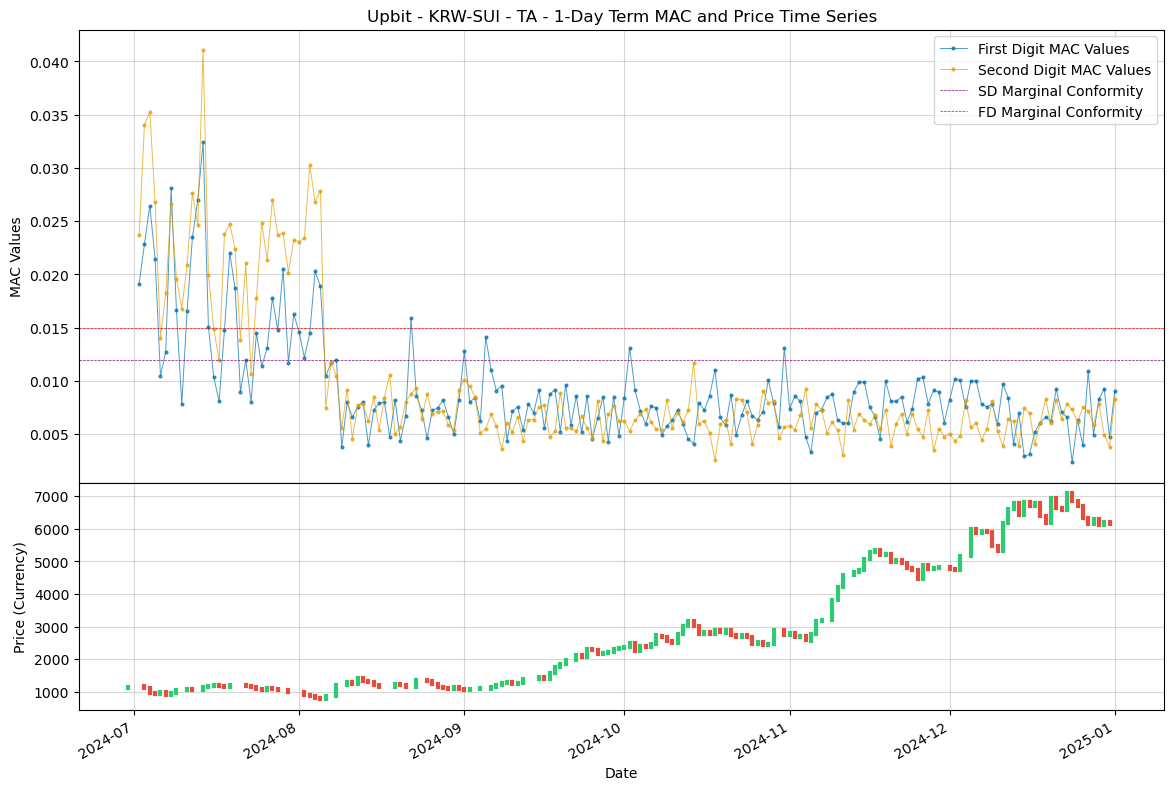 Upbit - KRW-SUI - TA - 1-Day Term MAC and Price Time Series
First Digit MAC Values
Second Digit MAC Values
SD Marginal Conformity
FD Marginal Conformity
MAC Values
0.040
0.035
0.030
0.025
0.020
0.015
0.010
0.005
Price (Currency)
7000
6000
5000
4000
3000
2000
1000
2024-07
2024-08
2024-09
2024-10
2024-11
2024-12
2025-01
Date